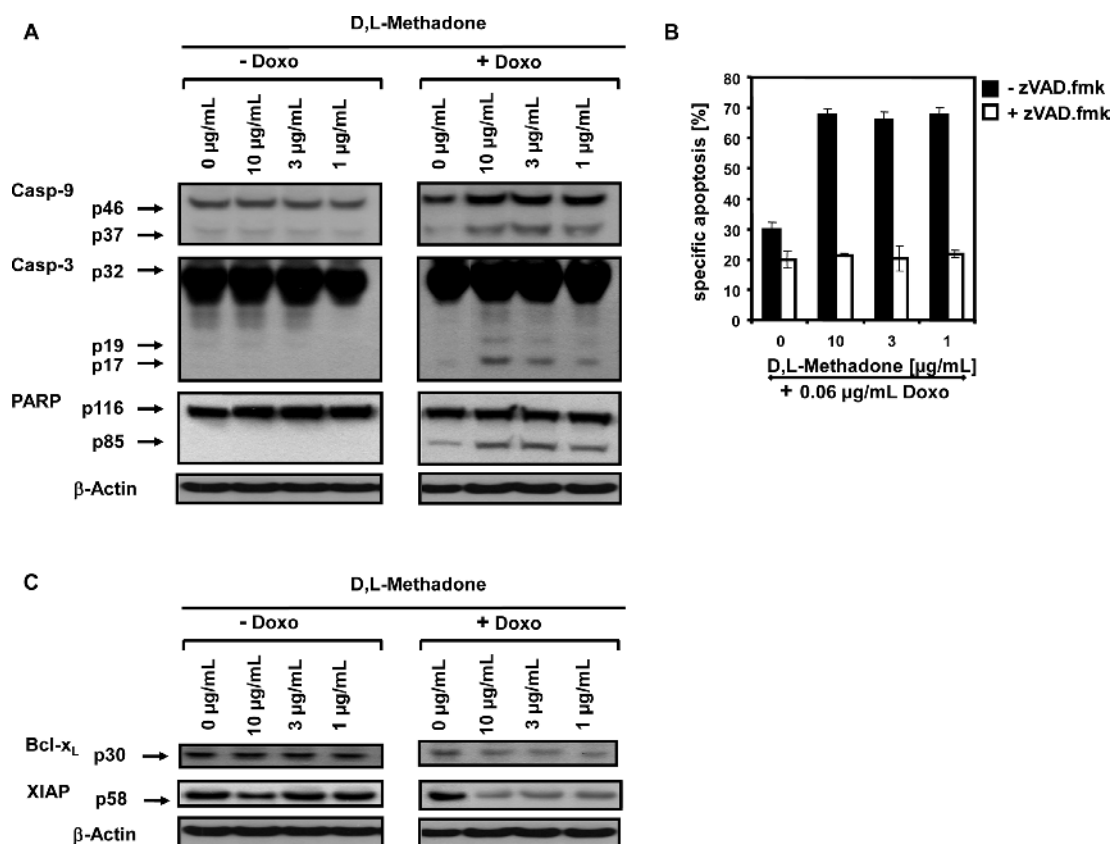 A
D,L-Methadone
- Doxo
+ Doxo
0 µg/mL
10 µg/mL
3 µg/mL
1 µg/mL
0 µg/mL
10 µg/mL
3 µg/mL
1 µg/mL
Casp-9
p46
p37
Casp-3
p32
p19
p17
PARP
p116
p85
β-Actin
B
- zVAD.fmk
+ zVAD.fmk
specific apoptosis [%]
80
70
60
50
40
30
20
10
0
0 10 3 1
D,L-Methadone [µg/mL]
+ 0.06 µg/mL Doxo
C
D,L-Methadone
- Doxo
+ Doxo
0 µg/mL
10 µg/mL
3 µg/mL
1 µg/mL
0 µg/mL
10 µg/mL
3 µg/mL
1 µg/mL
Bcl-xL
p30
XIAP
p58
β-Actin